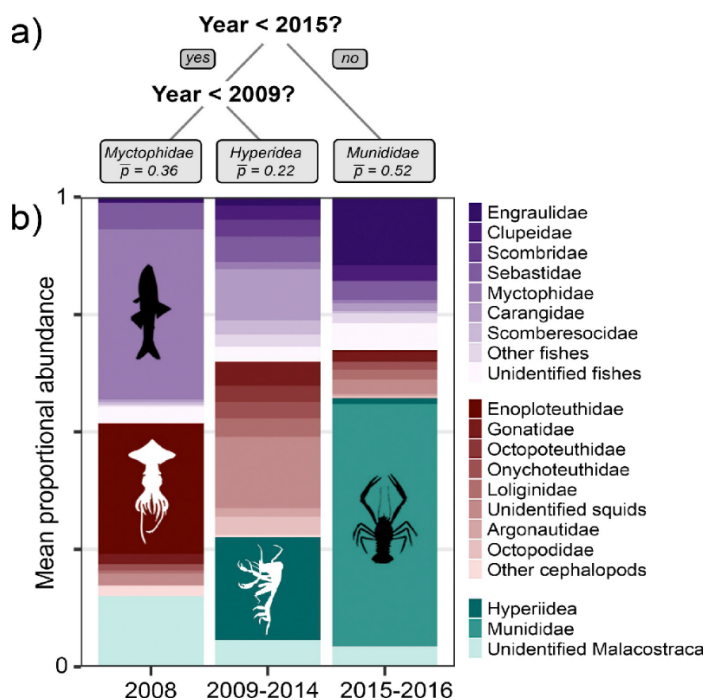 a)
Year < 2015?
yes
no
Year < 2009?
Myctophidae
p̅ = 0.36
Hyperidea
p̅ = 0.22
Munididae
p̅ = 0.52
b)
1
Mean proportional abundance
0
2008
2009-2014
2015-2016
Engraulidae
Clupeidae
Scombridae
Sebastidae
Myctophidae
Carangidae
Scomberesocidae
Other fishes
Unidentified fishes
Enoploteuthidae
Gonatidae
Octopoteuthidae
Onychoteuthidae
Loliginidae
Unidentified squids
Argonautidae
Octopodidae
Other cephalopods
Hyperiidea
Munididae
Unidentified Malacostraca